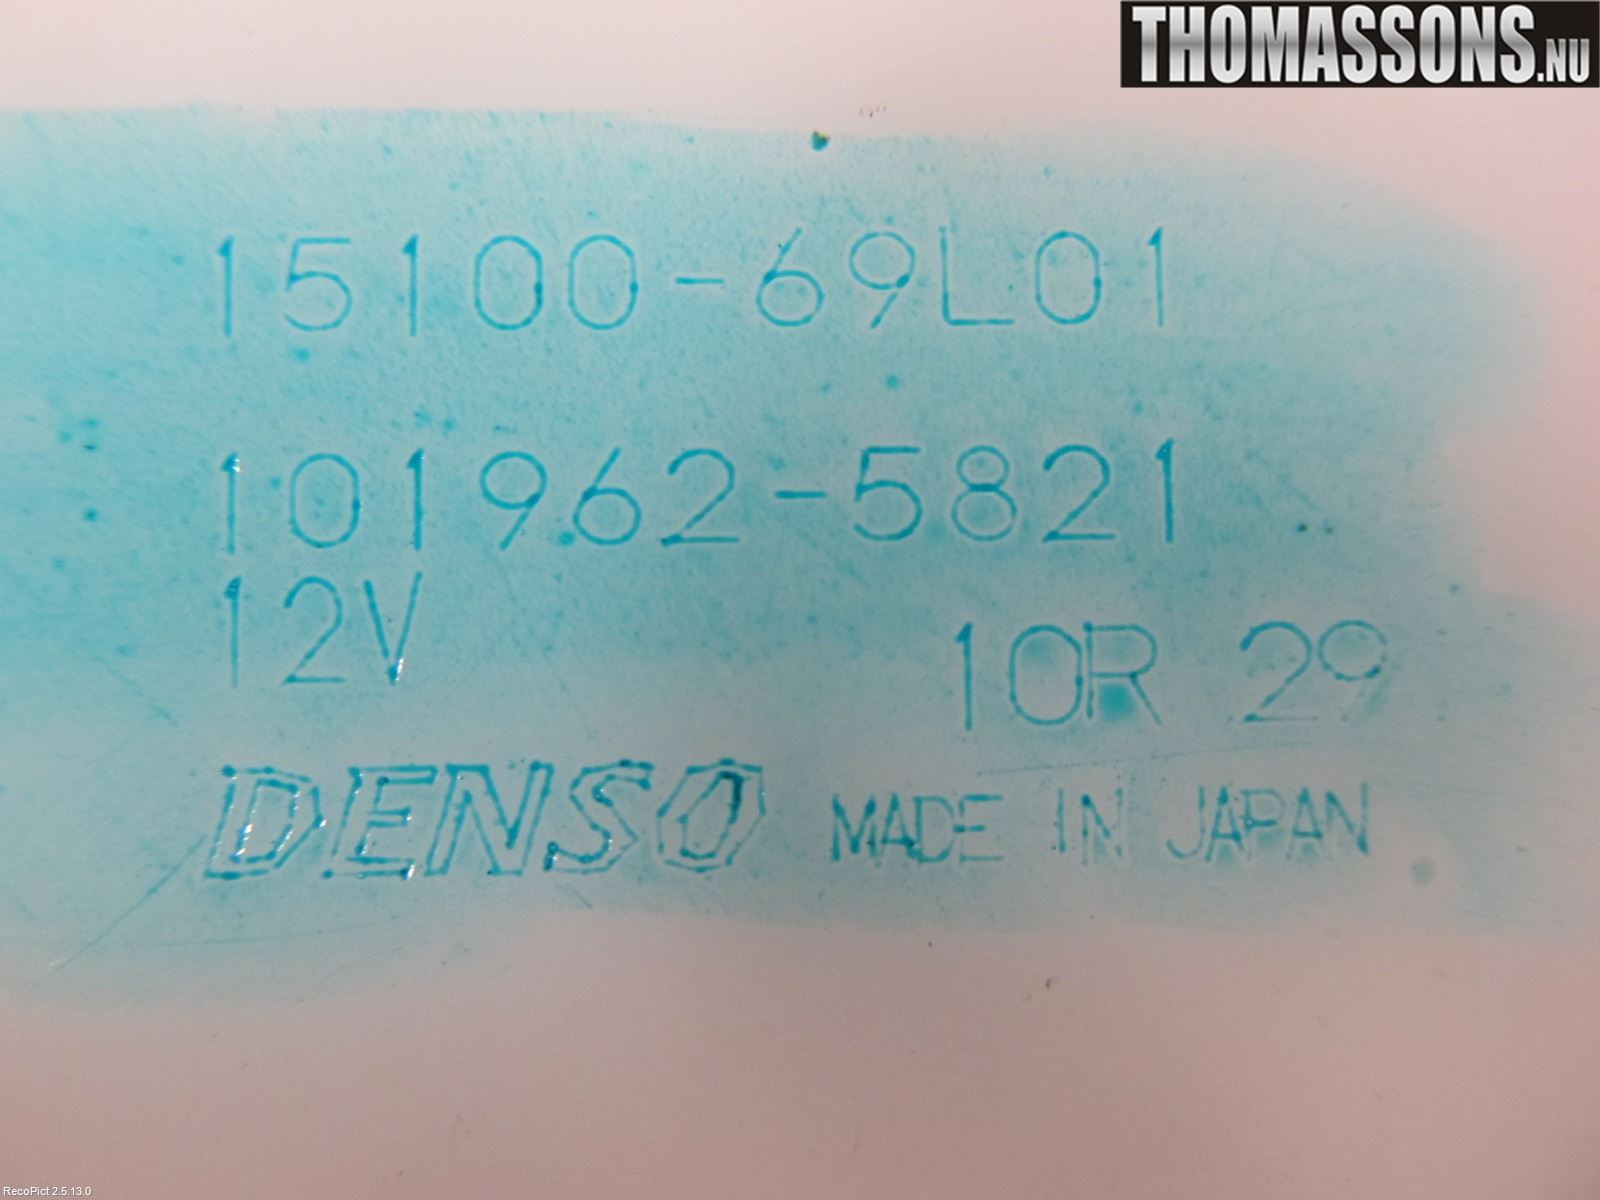 THOMASSONS.NU
15100-69L01
101962-5821
12V
10R 29
DENSO MADE IN JAPAN
RecoPict 2.5.13.0